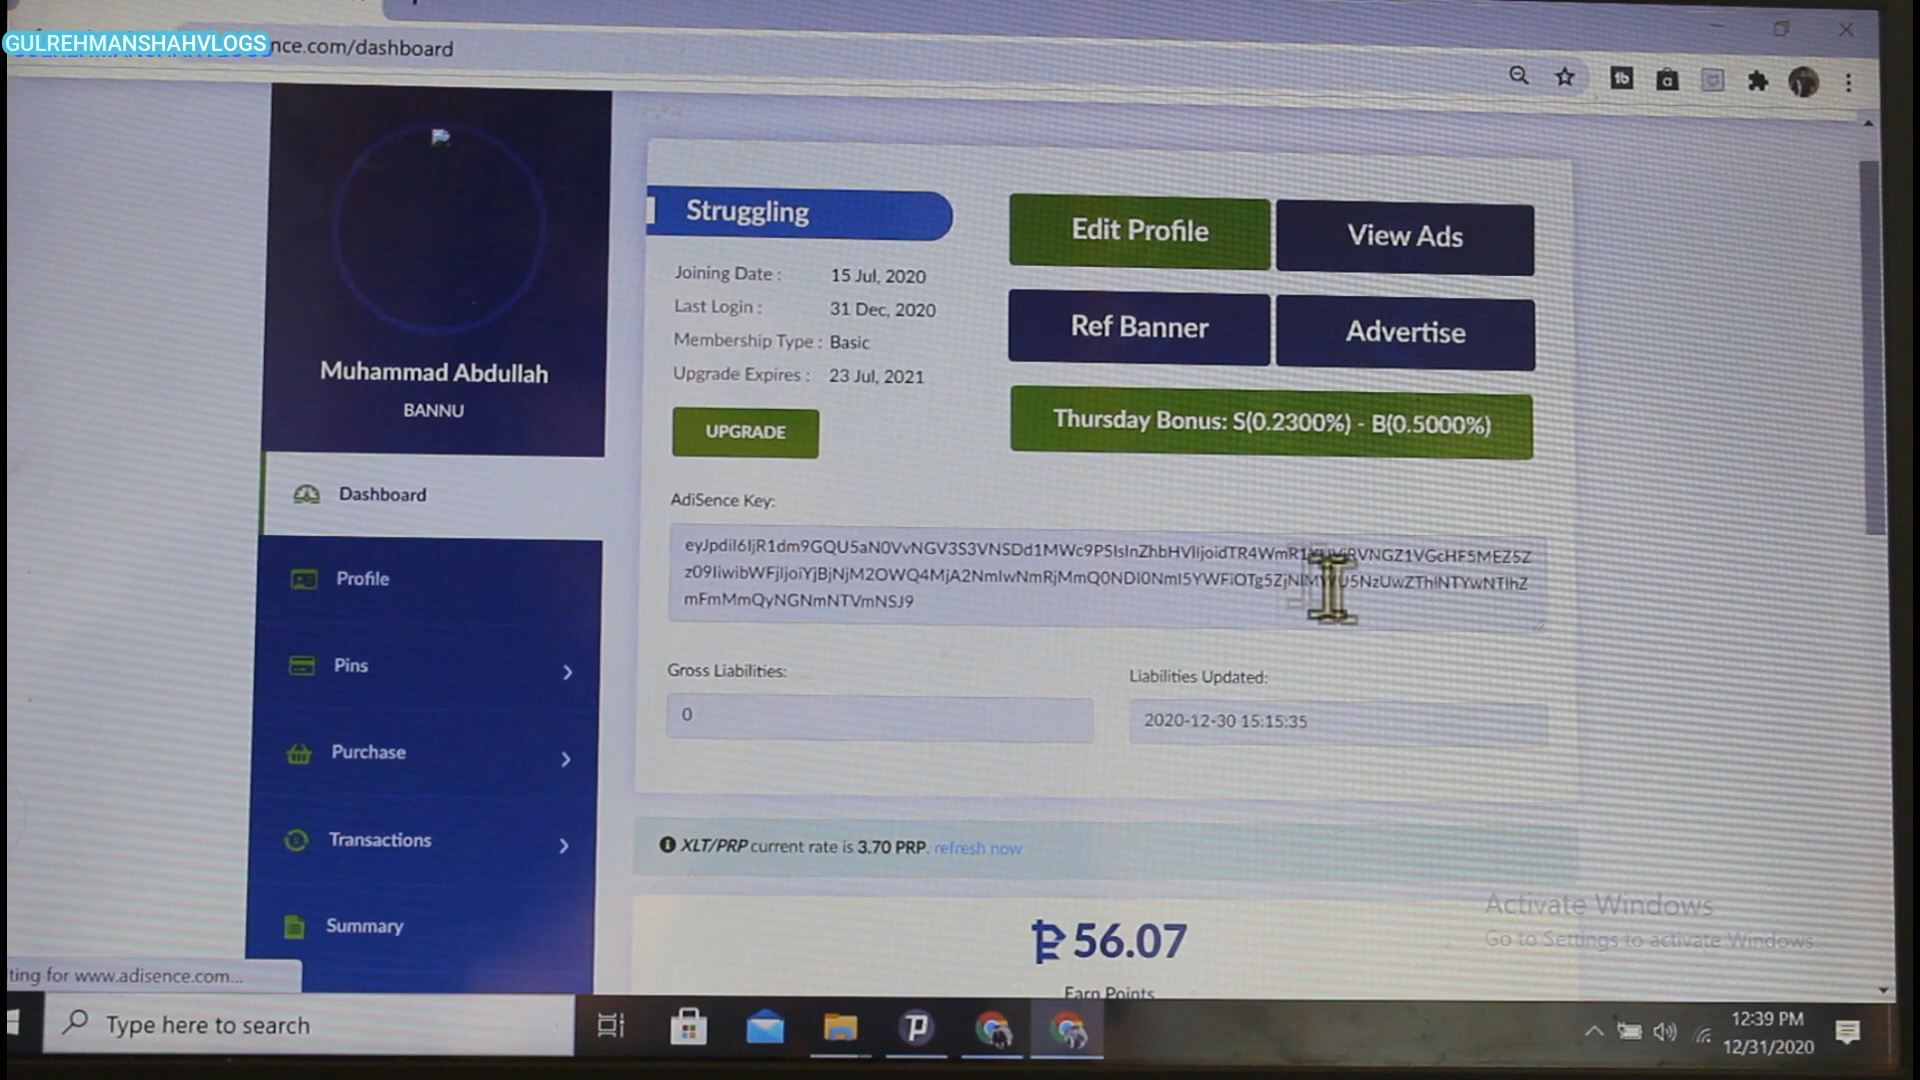 GULREHMANSHAHVLOGS
nce.com/dashboard
Struggling
Edit Profile
View Ads
Joining Date : 15 Jul, 2020
Last Login : 31 Dec, 2020
Ref Banner
Advertise
Membership Type : Basic
Upgrade Expires : 23 Jul, 2021
Muhammad Abdullah
BANNU
UPGRADE
Thursday Bonus: S(0.2300%) - B(0.5000%)
Dashboard
AdiSence Key:
Profile
Pins
Gross Liabilities:
Liabilities Updated:
0
2020-12-30 15:15:35
Purchase
Transactions
XLT/PRP current rate is 3.70 PRP. refresh now
Summary
56.07
Earn Points
Activate Windows
Go to Settings to activate Windows.
ting for www.adisence.com...
Type here to search
12:39 PM
12/31/2020